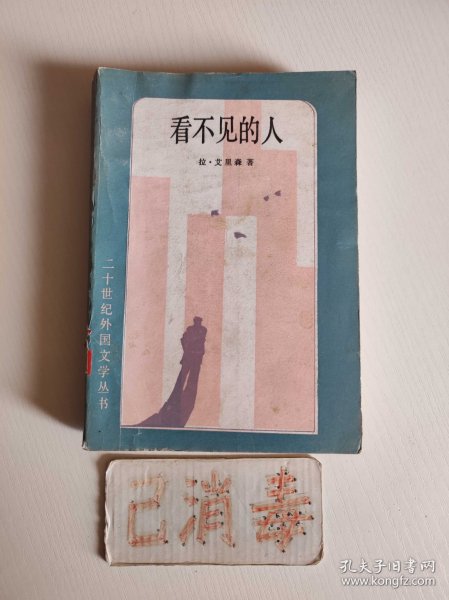 看不见的人
拉·艾里森 著
二十世纪外国文学丛书
已消毒
孔夫子旧书网
www.kongfz.com